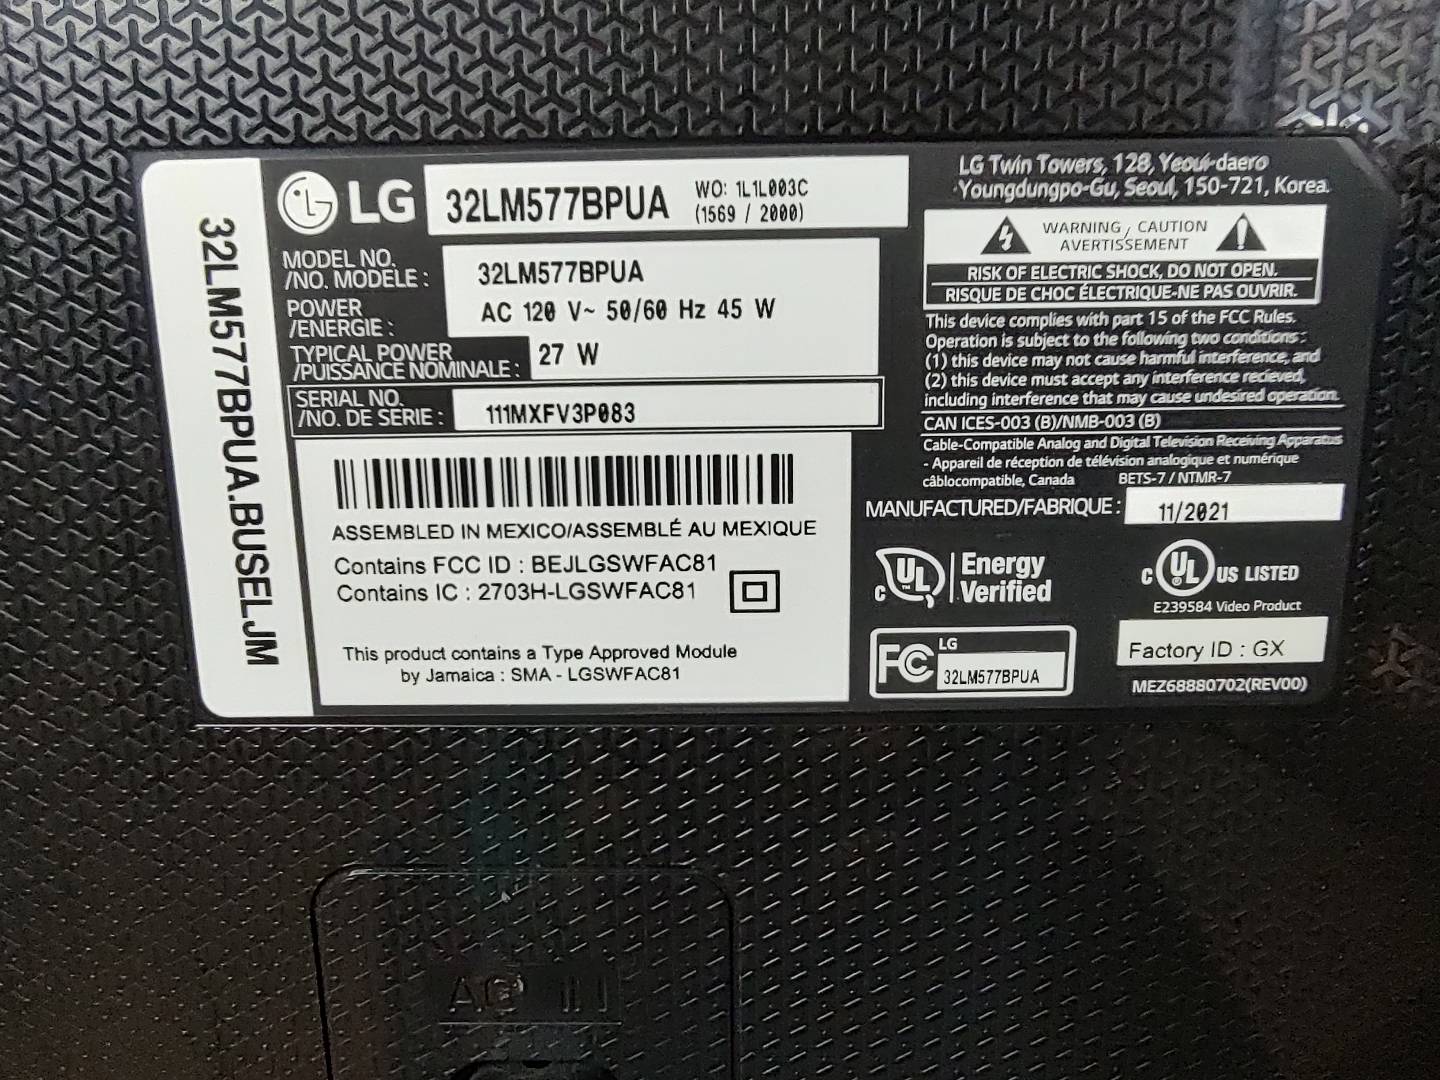 32LM577BPUA.BUSELJM
LG
32LM577BPUA
WO: 1L1L003C
(1569 / 2000)
MODEL NO.
/NO. MODÈLE :
32LM577BPUA
POWER
/ENERGIE :
AC 120 V~ 50/60 Hz 45 W
TYPICAL POWER
/PUISSANCE NOMINALE :
27 W
SERIAL NO.
/NO. DE SERIE :
111MXFV3P083
ASSEMBLED IN MEXICO/ASSEMBLÉ AU MEXIQUE
Contains FCC ID : BEJLGSWFAC81
Contains IC : 2703H-LGSWFAC81
This product contains a Type Approved Module
by Jamaica : SMA - LGSWFAC81
LG Twin Towers, 128, Yeoui-daero
Youngdungpo-Gu, Seoul, 150-721, Korea.
WARNING, CAUTION
AVERTISSEMENT
RISK OF ELECTRIC SHOCK, DO NOT OPEN.
RISQUE DE CHOC ÉLECTRIQUE-NE PAS OUVRIR.
This device complies with part 15 of the FCC Rules.
Operation is subject to the following two conditions :
(1) this device may not cause harmful interference, and
(2) this device must accept any interference recieved,
including interference that may cause undesired operation.
CAN ICES-003 (B)/NMB-003 (B)
Cable-Compatible Analog and Digital Television Receiving Apparatus
- Appareil de réception de télévision analogique et numérique
câblocompatible, Canada BETS-7 / NTMR-7
MANUFACTURED/FABRIQUE : 11/2021
c UL
TM
Energy
Verified
c UL ® US LISTED
E239584 Video Product
FC
LG
32LM577BPUA
Factory ID : GX
MEZ68880702(REV00)
AC IN